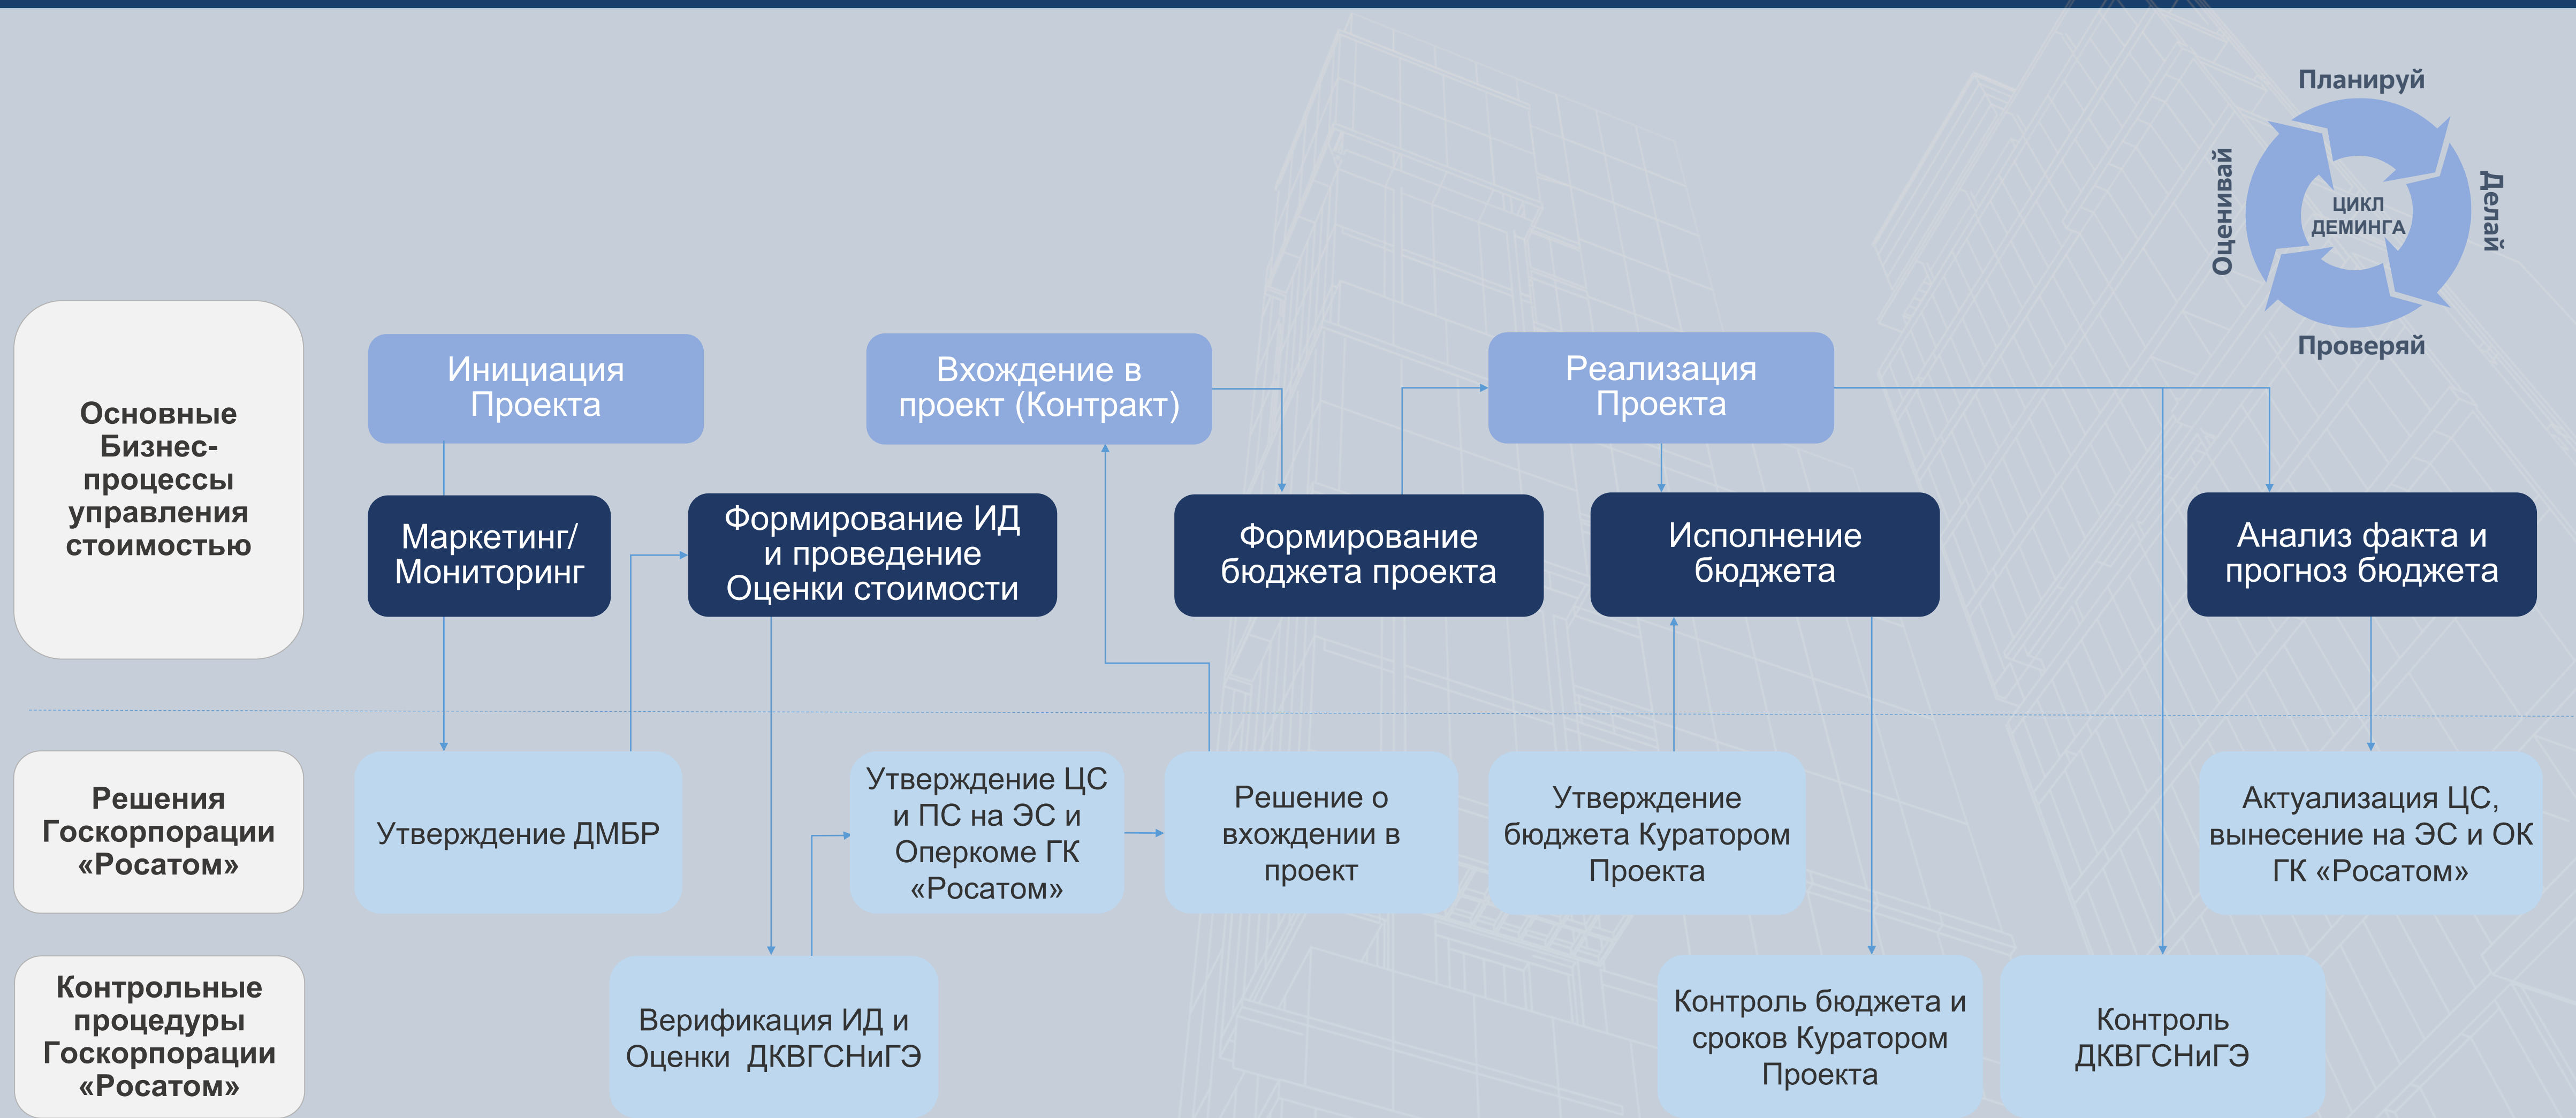 Планируй
Делай
Проверяй
Оценивай
ЦИКЛ
ДЕМИНГА
Основные
Бизнес-
процессы
управления
стоимостью
Инициация
Проекта
Вхождение в
проект (Контракт)
Реализация
Проекта
Маркетинг/
Мониторинг
Формирование ИД
и проведение
Оценки стоимости
Формирование
бюджета проекта
Исполнение
бюджета
Анализ факта и
прогноз бюджета
Решения
Госкорпорации
«Росатом»
Утверждение ДМБР
Утверждение ЦС
и ПС на ЭС и
Оперкоме ГК
«Росатом»
Решение о
вхождении в
проект
Утверждение
бюджета Куратором
Проекта
Актуализация ЦС,
вынесение на ЭС и ОК
ГК «Росатом»
Контрольные
процедуры
Госкорпорации
«Росатом»
Верификация ИД и
Оценки ДКВГСНиГЭ
Контроль бюджета и
сроков Куратором
Проекта
Контроль
ДКВГСНиГЭ